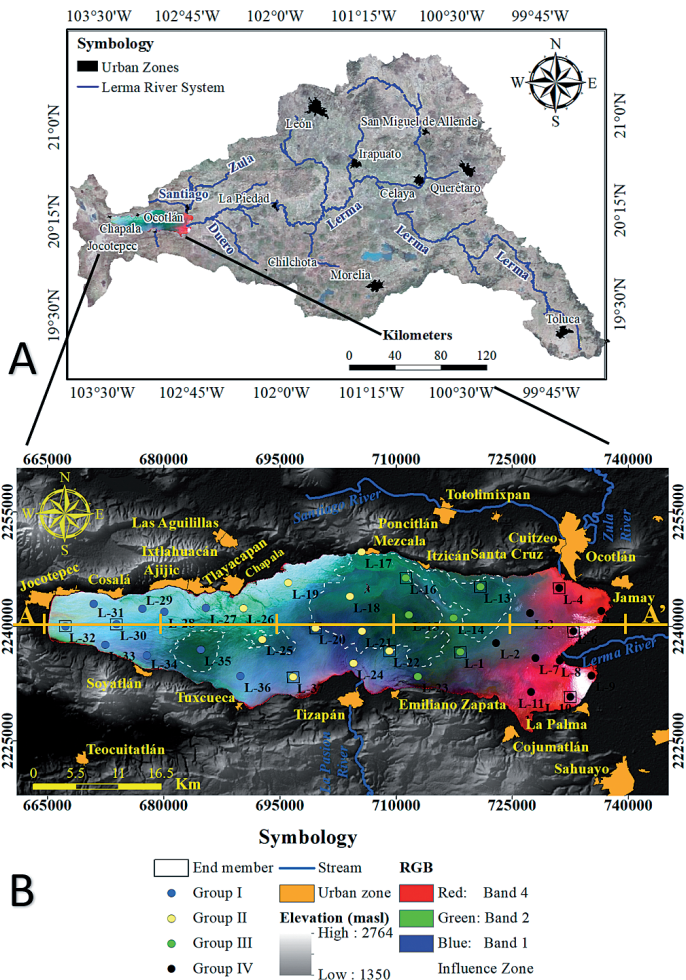 103°30'W 102°45'W 102°0'W 101°15'W 100°30'W 99°45'W
Symbology
Urban Zones
Lerma River System
N
W E
S
21°0'N
20°15'N
19°30'N
21°0'N
20°15'N
19°30'N
León
San Miguel de Allende
Irapuato
Zula
Santiago
La Piedad
Celaya
Querétaro
Ocotlán
Chapala
Jocotepec
Lerma
Duero
Lerma
Chilchota
Lerma
Morelia
Toluca
Kilometers
0 40 80 120
A
103°30'W 102°45'W 102°0'W 101°15'W 100°30'W 99°45'W
665000 680000 695000 710000 725000 740000
2255000
2240000
2225000
2255000
2240000
2225000
N
W E
S
Santiago River
Totolimixpan
Zula River
Las Aguilillas
Poncitlán
Mezcala
Cuitzeo
Ixtlahuacán
Itzicán
Santa Cruz
Ocotlán
Jocotepec
Cosalá
Ajijic
Tlayacapan
Chapala
Jamay
L-17
L-16
L-13
L-4
L-19
L-18
L-31
L-29
L-28
L-27
L-26
L-14
A
A'
L-32
L-30
L-20
L-21
L-33
L-34
L-35
L-25
L-22
L-1
L-2
L-7
L-8
Lerma River
L-36
L-3
L-24
L-23
L-11
L-10
Soyatlán
Tuxcueca
Tizapán
Emiliano Zapata
La Palma
Cojumatlán
Sahuayo
Teocuitatlán
La Pasión River
0 5.5 11 16.5
Km
665000 680000 695000 710000 725000 740000
B
Symbology
End member
Group I
Group II
Group III
Group IV
Stream
Urban zone
Elevation (masl)
High : 2764
Low : 1350
RGB
Red: Band 4
Green: Band 2
Blue: Band 1
Influence Zone